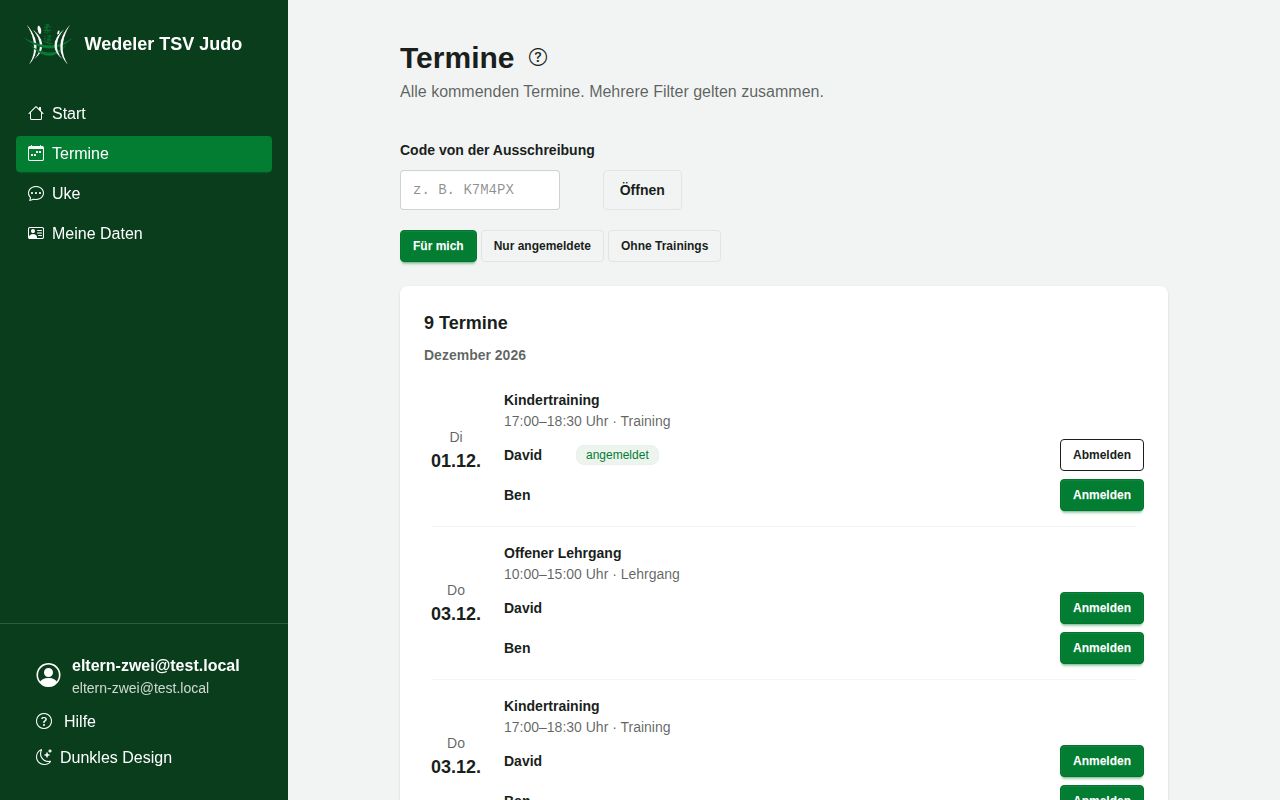 Wedeler TSV Judo
Start
Termine
Uke
Meine Daten
eltern-zwei@test.local
eltern-zwei@test.local
Hilfe
Dunkles Design
Termine
Alle kommenden Termine. Mehrere Filter gelten zusammen.
Code von der Ausschreibung
z. B. K7M4PX
Öffnen
Für mich
Nur angemeldete
Ohne Trainings
9 Termine
Dezember 2026
Di
01.12.
Kindertraining
17:00–18:30 Uhr · Training
David angemeldet Abmelden
Ben Anmelden
Do
03.12.
Offener Lehrgang
10:00–15:00 Uhr · Lehrgang
David Anmelden
Ben Anmelden
Do
03.12.
Kindertraining
17:00–18:30 Uhr · Training
David Anmelden
Ben Anmelden